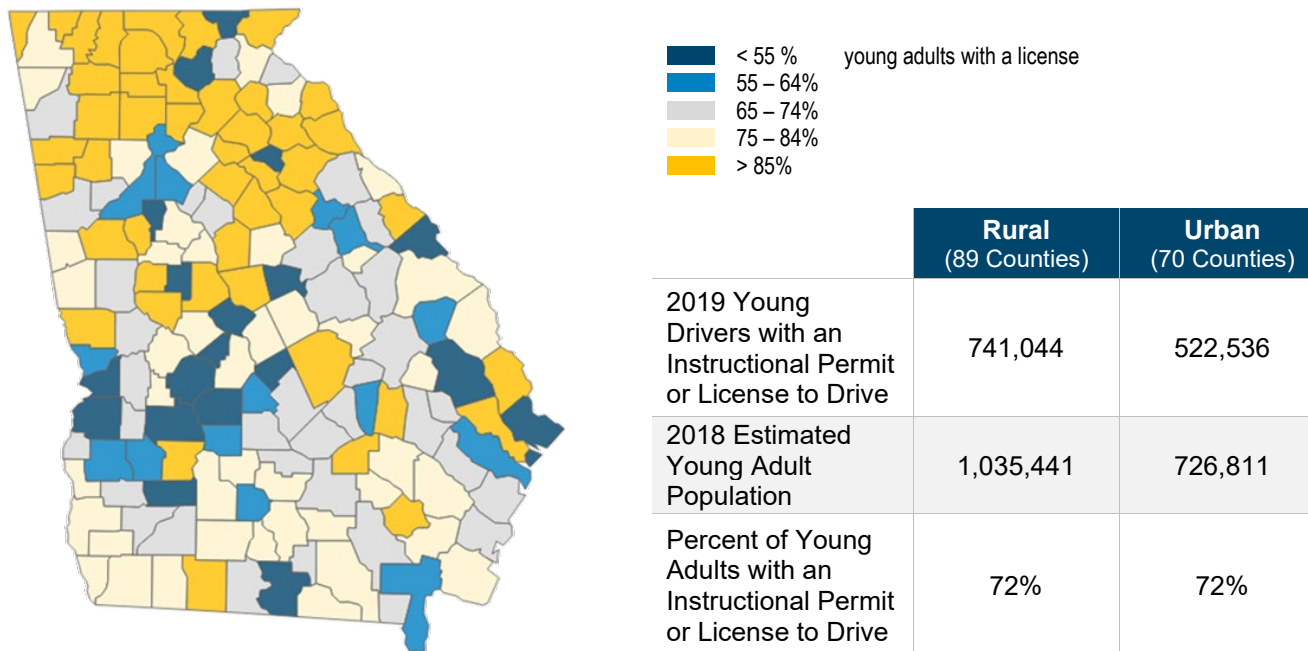 < 55 % young adults with a license
55 – 64%
65 – 74%
75 – 84%
> 85%
Rural Urban
(89 Counties) (70 Counties)
2019 Young
Drivers with an
Instructional Permit
or License to Drive
741,044 522,536
2018 Estimated
Young Adult
Population
1,035,441 726,811
Percent of Young
Adults with an
Instructional Permit
or License to Drive
72% 72%